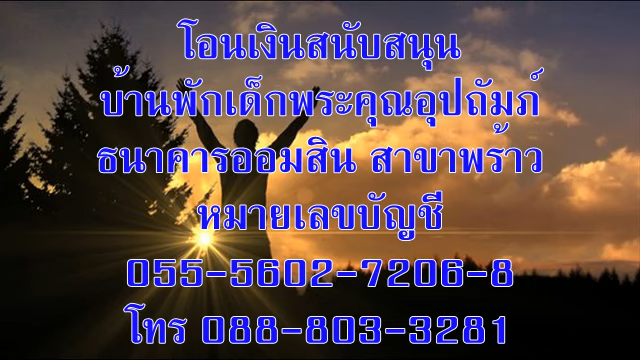 โอนเงินสนับสนุน
บ้านพักเด็กพระคุณอุปถัมภ์
ธนาคารออมสิน สาขาพร้าว
หมายเลขบัญชี
055-5602-7206-8
โทร 088-803-3281